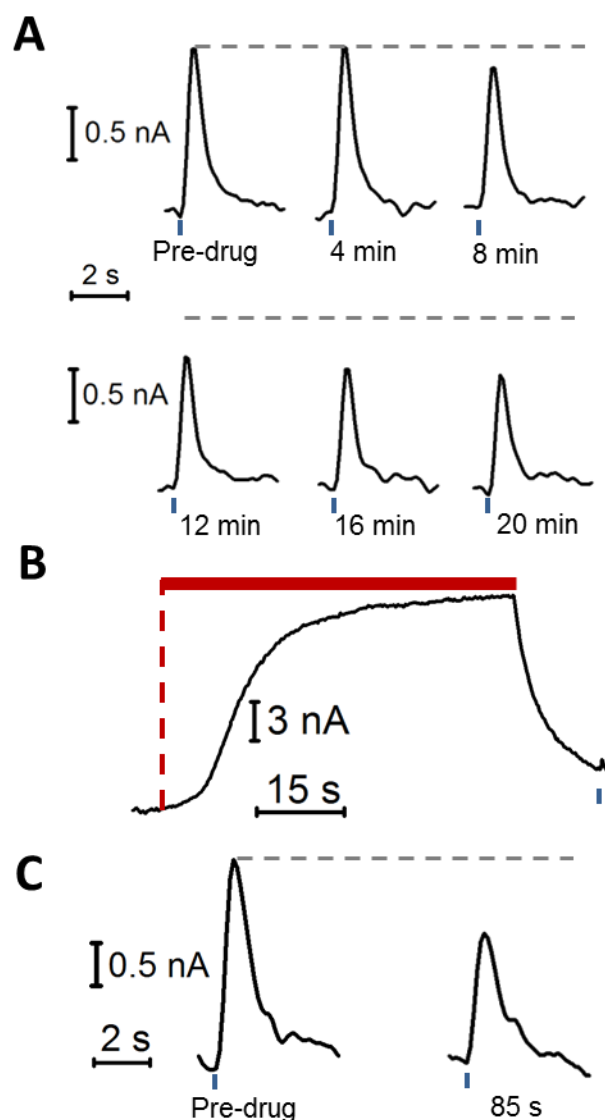 A
0.5 nA
Pre-drug
4 min
8 min
2 s
0.5 nA
12 min
16 min
20 min
B
3 nA
15 s
C
0.5 nA
2 s
Pre-drug
85 s